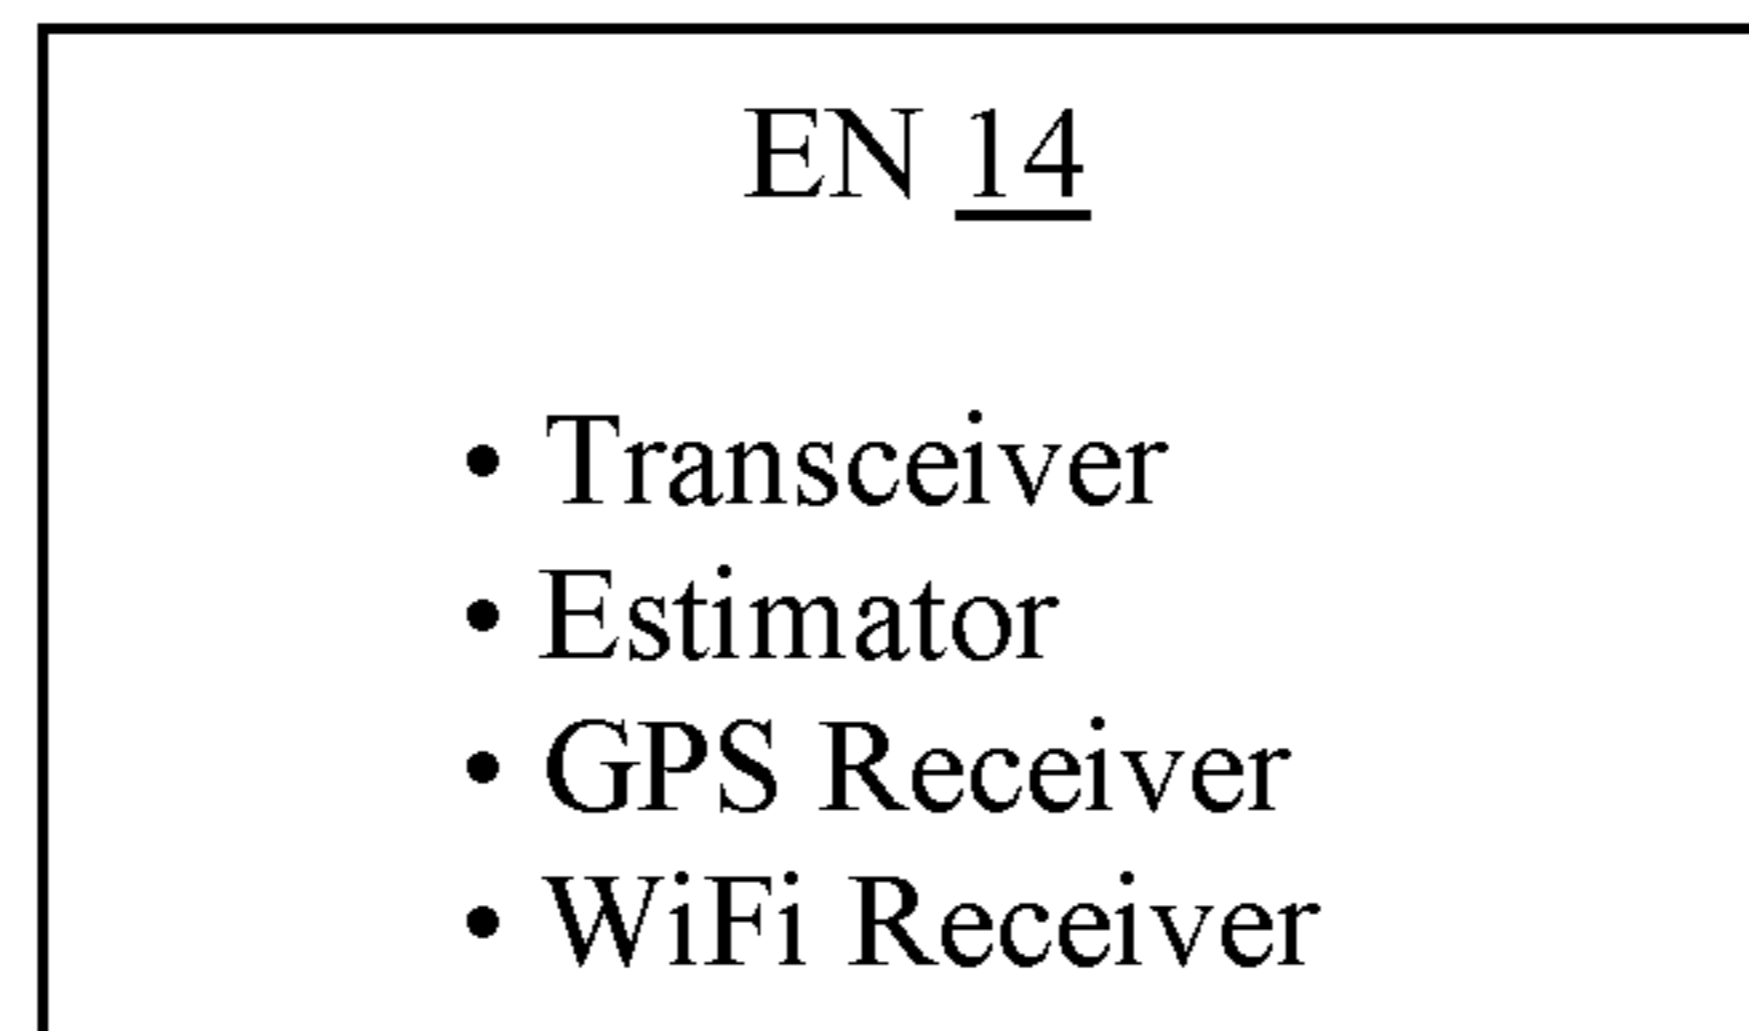 EN 14
• Transceiver
• Estimator
• GPS Receiver
• WiFi Receiver